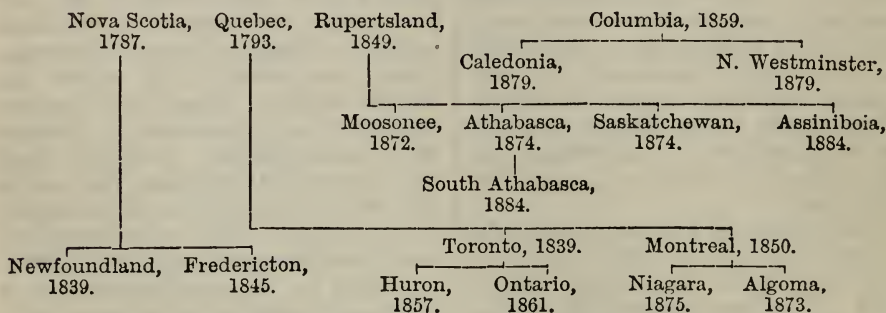 Nova Scotia, Quebec, Rupertsland, Columbia, 1859.
1787. 1793. 1849.
Caledonia, N. Westminster,
1879. 1879.
Moosonee, Athabasca, Saskatchewan, Assiniboia,
1872. 1874. 1874. 1884.
South Athabasca,
1884.
Toronto, 1839. Montreal, 1850.
Newfoundland, Fredericton,
1839. 1845.
Huron, Ontario, Niagara, Algoma,
1857. 1861. 1875. 1873.